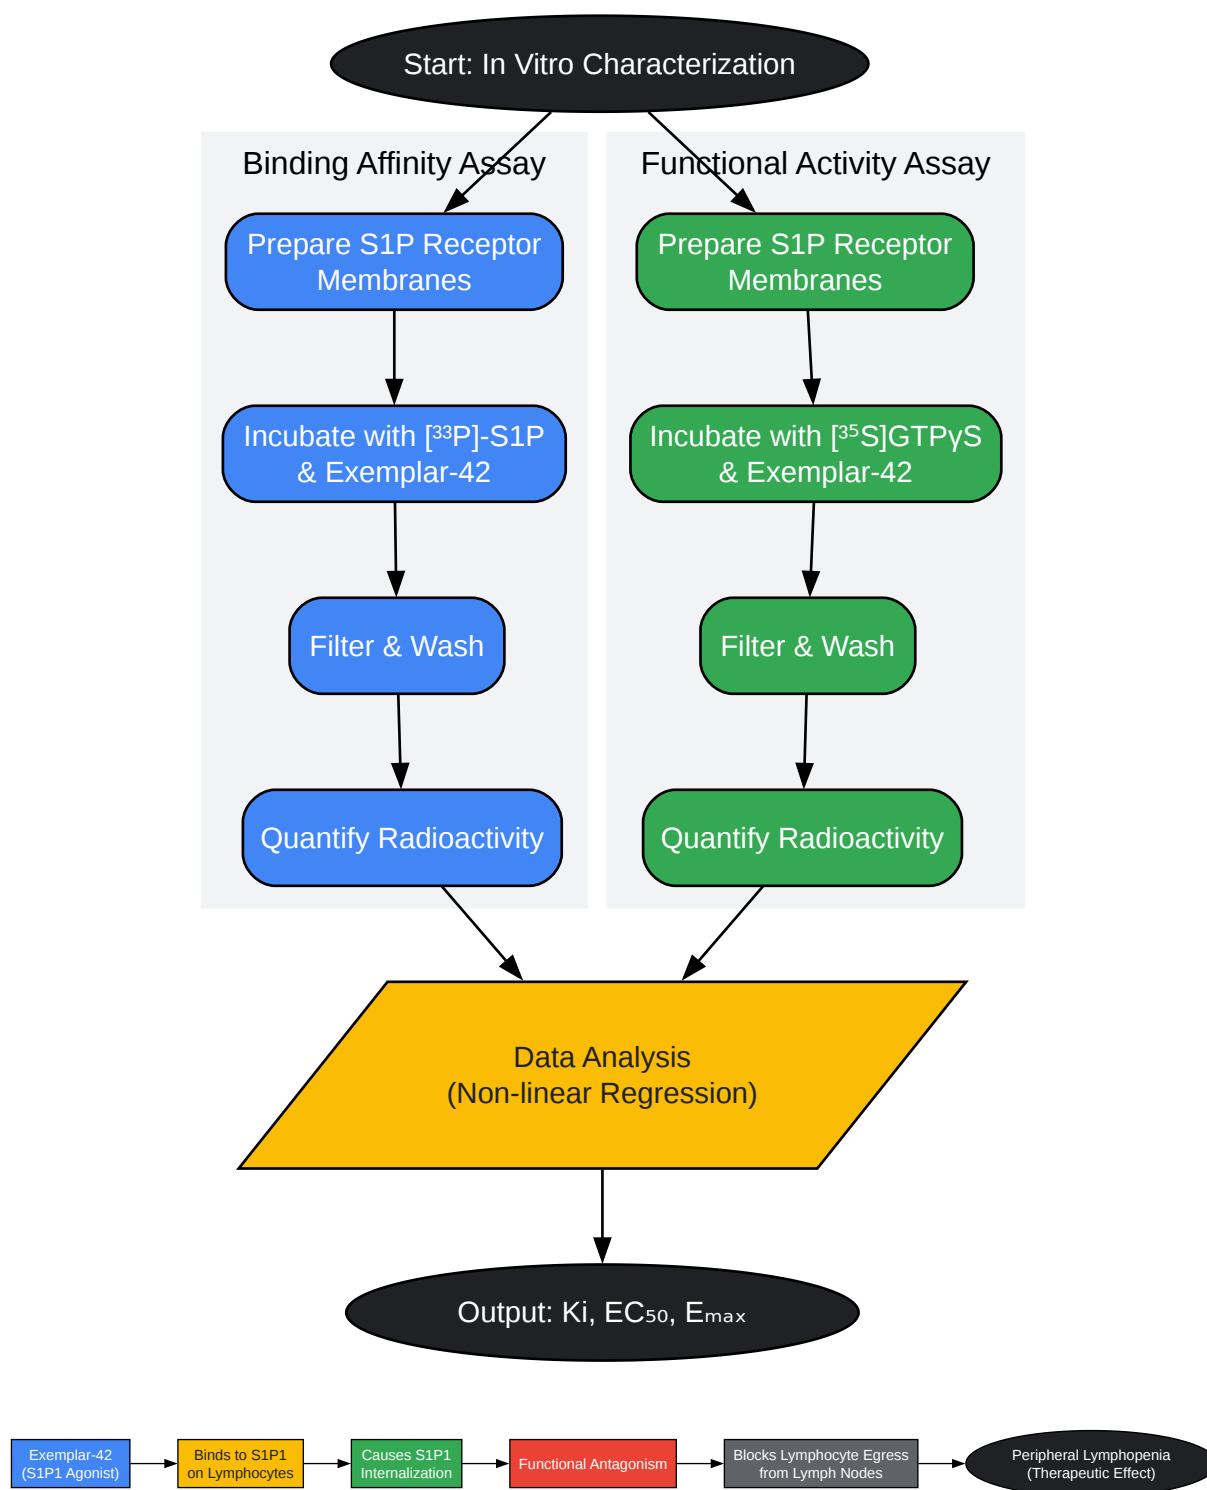 Start: In Vitro Characterization
Binding Affinity Assay
Prepare S1P Receptor
Membranes
Incubate with [³³P]-S1P
& Exemplar-42
Filter & Wash
Quantify Radioactivity
Functional Activity Assay
Prepare S1P Receptor
Membranes
Incubate with [³⁵S]GTPγS
& Exemplar-42
Filter & Wash
Quantify Radioactivity
Data Analysis
(Non-linear Regression)
Output: Ki, EC₅₀, Eₘₐₓ
Exemplar-42
(S1P1 Agonist)
Binds to S1P1
on Lymphocytes
Causes S1P1
Internalization
Functional Antagonism
Blocks Lymphocyte Egress
from Lymph Nodes
Peripheral Lymphopenia
(Therapeutic Effect)